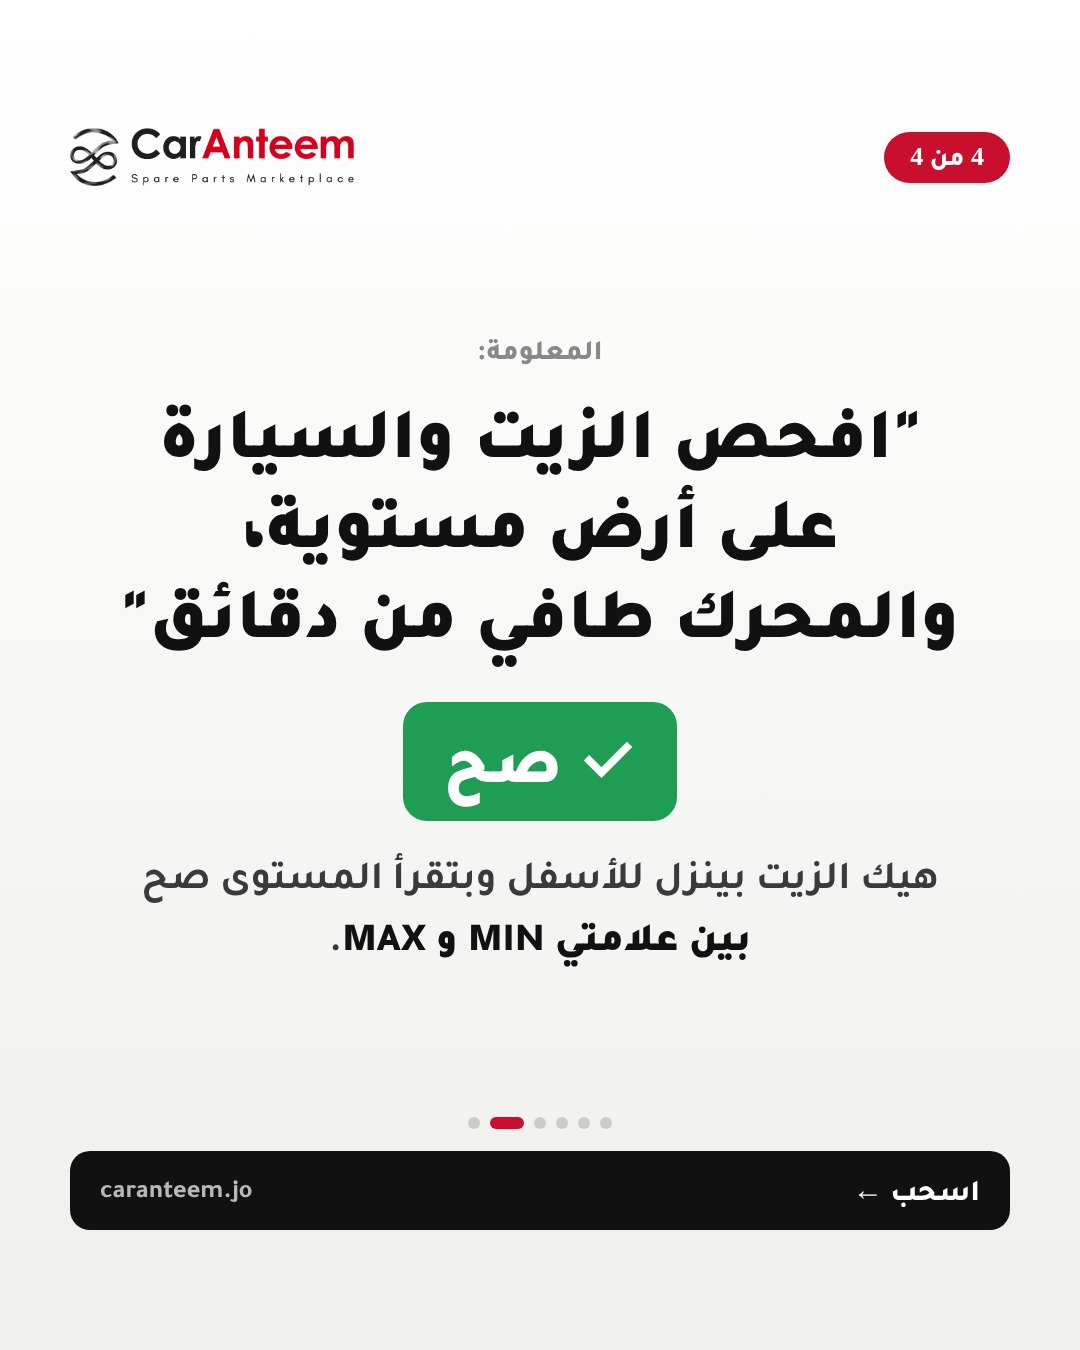 CarAnteem
Spare Parts Marketplace
4 من 4
المعلومة:
"افحص الزيت والسيارة
على أرض مستوية،
والمحرك طافي من دقائق"
✓ صح
هيك الزيت بينزل للأسفل وبتقرأ المستوى صح
بين علامتي MIN و MAX.
اسحب ←
caranteem.jo